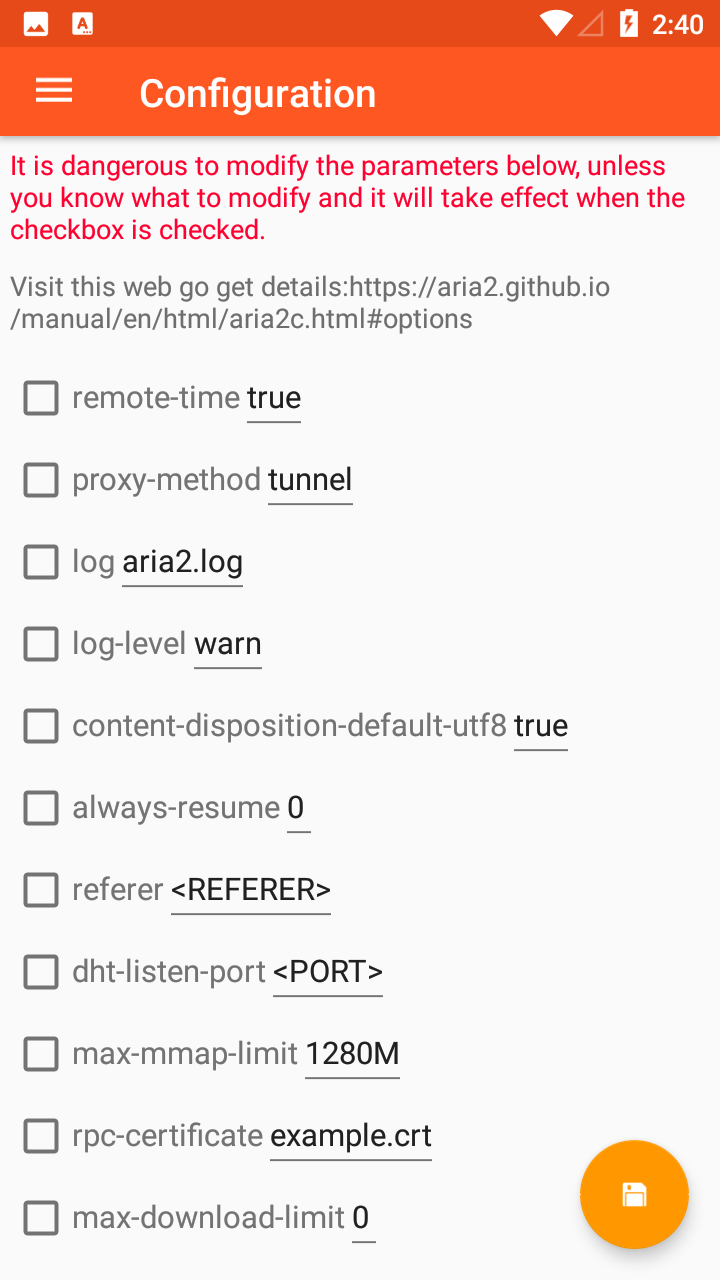 2:40
Configuration
It is dangerous to modify the parameters below, unless
you know what to modify and it will take effect when the
checkbox is checked.
Visit this web go get details:https://aria2.github.io
/manual/en/html/aria2c.html#options
remote-time true
proxy-method tunnel
log aria2.log
log-level warn
content-disposition-default-utf8 true
always-resume 0
referer <REFERER>
dht-listen-port <PORT>
max-mmap-limit 1280M
rpc-certificate example.crt
max-download-limit 0